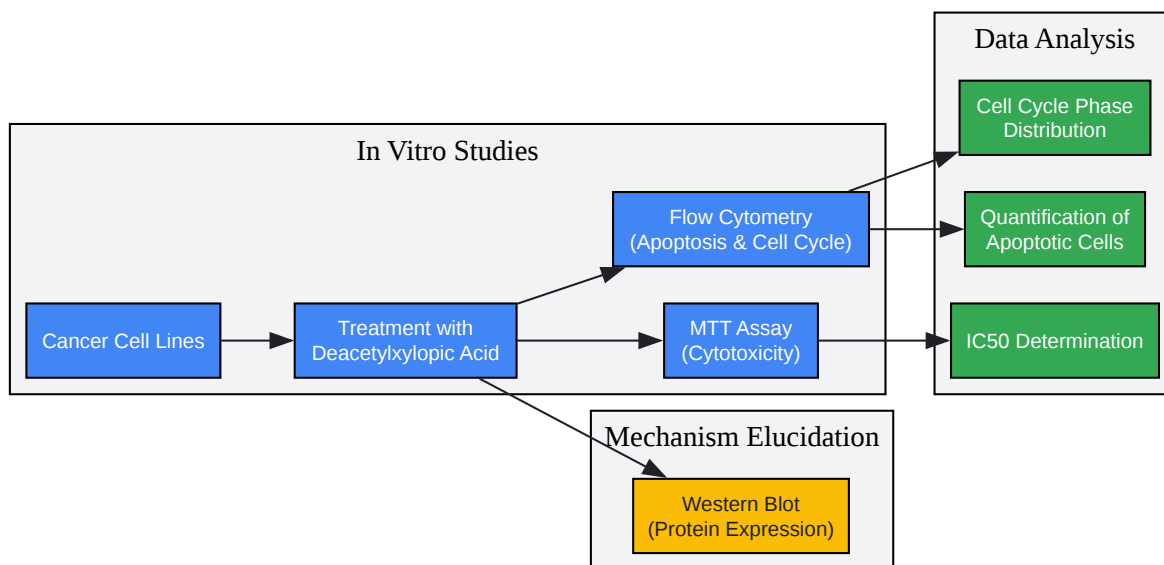 Data Analysis
Cell Cycle Phase
Distribution
In Vitro Studies
Flow Cytometry
(Apoptosis & Cell Cycle)
Quantification of
Apoptotic Cells
Cancer Cell Lines
Treatment with
Deacetylxylopic Acid
MTT Assay
(Cytotoxicity)
IC50 Determination
Mechanism Elucidation
Western Blot
(Protein Expression)